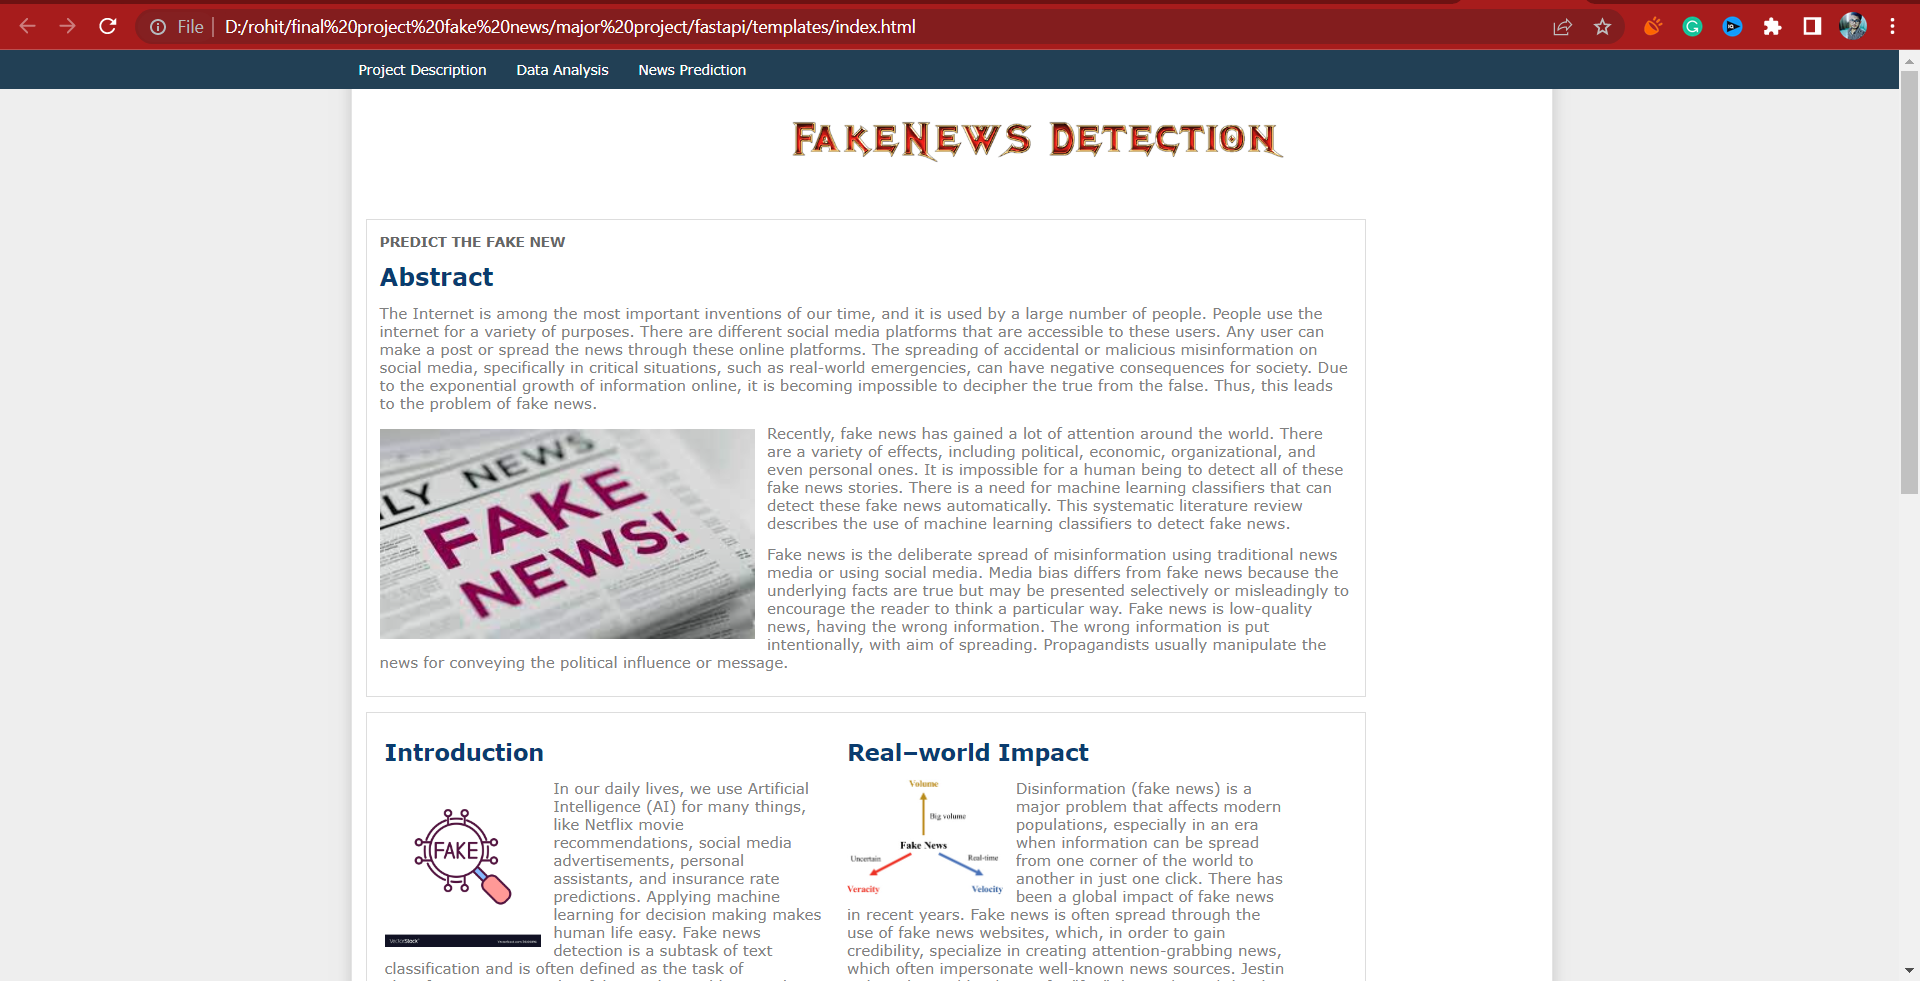 File
D:/rohit/final%20project%20fake%20news/major%20project/fastapi/templates/index.html
Project Description
Data Analysis
News Prediction
FakeNews Detection
PREDICT THE FAKE NEW
Abstract
The Internet is among the most important inventions of our time, and it is used by a large number of people. People use the
internet for a variety of purposes. There are different social media platforms that are accessible to these users. Any user can
make a post or spread the news through these online platforms. The spreading of accidental or malicious misinformation on
social media, specifically in critical situations, such as real-world emergencies, can have negative consequences for society. Due
to the exponential growth of information online, it is becoming impossible to decipher the true from the false. Thus, this leads
to the problem of fake news.
NEWS
FAKE
NEWS!
Recently, fake news has gained a lot of attention around the world. There
are a variety of effects, including political, economic, organizational, and
even personal ones. It is impossible for a human being to detect all of these
fake news stories. There is a need for machine learning classifiers that can
detect these fake news automatically. This systematic literature review
describes the use of machine learning classifiers to detect fake news.
Fake news is the deliberate spread of misinformation using traditional news
media or using social media. Media bias differs from fake news because the
underlying facts are true but may be presented selectively or misleadingly to
encourage the reader to think a particular way. Fake news is low-quality
news, having the wrong information. The wrong information is put
intentionally, with aim of spreading. Propagandists usually manipulate the
news for conveying the political influence or message.
Introduction
FAKE
VectorStock
In our daily lives, we use Artificial
Intelligence (AI) for many things,
like Netflix movie
recommendations, social media
advertisements, personal
assistants, and insurance rate
predictions. Applying machine
learning for decision making makes
human life easy. Fake news
detection is a subtask of text
classification and is often defined as the task of
Real–world Impact
Volume
Big volume
Fake News
Uncertain
Real-time
Veracity
Velocity
Disinformation (fake news) is a
major problem that affects modern
populations, especially in an era
when information can be spread
from one corner of the world to
another in just one click. There has
been a global impact of fake news
in recent years. Fake news is often spread through the
use of fake news websites, which, in order to gain
credibility, specialize in creating attention-grabbing news,
which often impersonate well-known news sources. Jestin